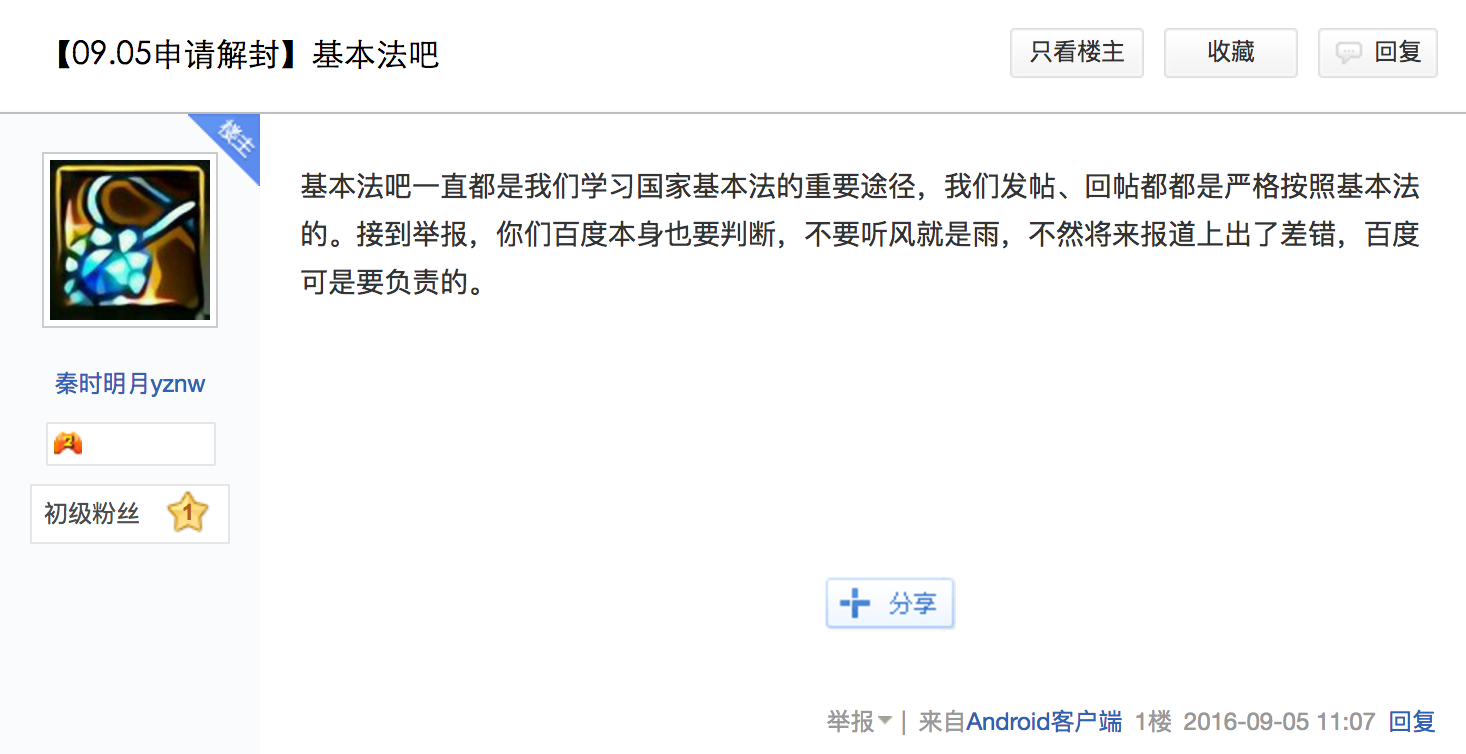 【09.05申请解封】基本法吧
只看楼主
收藏
回复
楼主
基本法吧一直都是我们学习国家基本法的重要途径，我们发帖、回帖都都是严格按照基本法
的。接到举报，你们百度本身也要判断，不要听风就是雨，不然将来报道上出了差错，百度
可是要负责的。
秦时明月yznw
2
初级粉丝 1
分享
举报 | 来自Android客户端 1楼 2016-09-05 11:07 回复